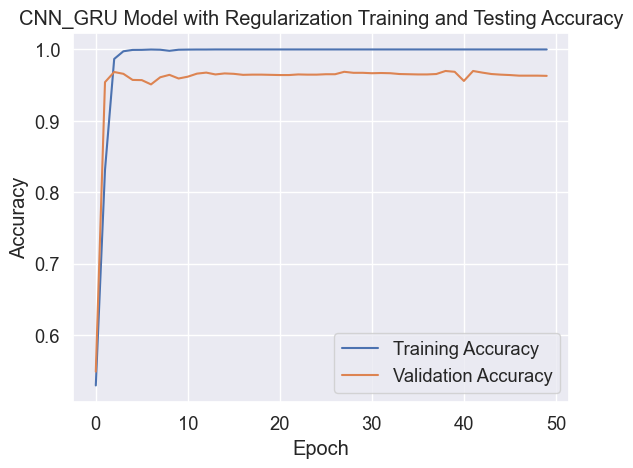 CNN_GRU Model with Regularization Training and Testing Accuracy
1.0
0.9
0.8
0.7
0.6
Accuracy
Training Accuracy
Validation Accuracy
0 10 20 30 40 50
Epoch